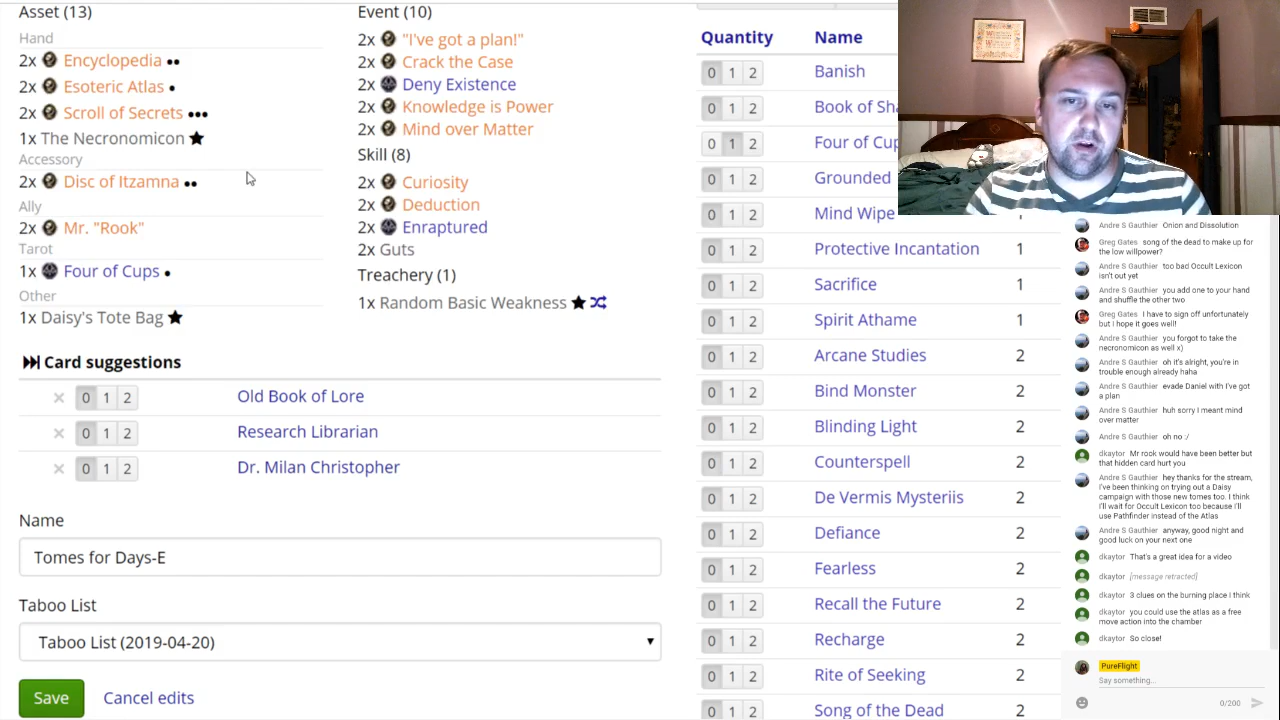 Asset (13)
Hand
2x Encyclopedia ••
2x Esoteric Atlas •
2x Scroll of Secrets •••
1x The Necronomicon ★
Accessory
2x Disc of Itzamna ••
Ally
2x Mr. "Rook"
Tarot
1x Four of Cups •
Other
1x Daisy's Tote Bag ★
Event (10)
2x "I've got a plan!"
2x Crack the Case
2x Deny Existence
2x Knowledge is Power
2x Mind over Matter
Skill (8)
2x Curiosity
2x Deduction
2x Enraptured
2x Guts
Treachery (1)
1x Random Basic Weakness ★
Card suggestions
× 0 1 2 Old Book of Lore
× 0 1 2 Research Librarian
× 0 1 2 Dr. Milan Christopher
Name
Tomes for Days-E
Taboo List
Taboo List (2019-04-20)
Save Cancel edits
Quantity Name
0 1 2 Banish
0 1 2 Book of Sha
0 1 2 Four of Cup
0 1 2 Grounded
0 1 2 Mind Wipe
0 1 2 Protective Incantation 1
0 1 2 Sacrifice 1
0 1 2 Spirit Athame 1
0 1 2 Arcane Studies 2
0 1 2 Bind Monster 2
0 1 2 Blinding Light 2
0 1 2 Counterspell 2
0 1 2 De Vermis Mysteriis 2
0 1 2 Defiance 2
0 1 2 Fearless 2
0 1 2 Recall the Future 2
0 1 2 Recharge 2
0 1 2 Rite of Seeking 2
0 1 2 Song of the Dead 2
Andre S Gauthier Onion and Dissolution
Greg Gates song of the dead to make up for
the low willpower?
Andre S Gauthier too bad Occult Lexicon
isn't out yet
Andre S Gauthier you add one to your hand
and shuffle the other two
Greg Gates I have to sign off unfortunately
but I hope it goes well!
Andre S Gauthier you forgot to take the
necronomicon as well x)
Andre S Gauthier oh it's alright, you're in
trouble enough already haha
Andre S Gauthier evade Daniel with I've got
a plan
Andre S Gauthier huh sorry I meant mind
over matter
Andre S Gauthier oh no :/
dkaytor Mr rook would have been better but
that hidden card hurt you
Andre S Gauthier hey thanks for the stream,
I've been thinking on trying out a Daisy
campaign with those new tomes too. I think
I'll wait for Occult Lexicon too because I'll
use Pathfinder instead of the Atlas
Andre S Gauthier anyway, good night and
good luck on your next one
dkaytor That's a great idea for a video
dkaytor [message retracted]
dkaytor 3 clues on the burning place I think
dkaytor you could use the atlas as a free
move action into the chamber
dkaytor So close!
PureFlight
Say something...
0/200